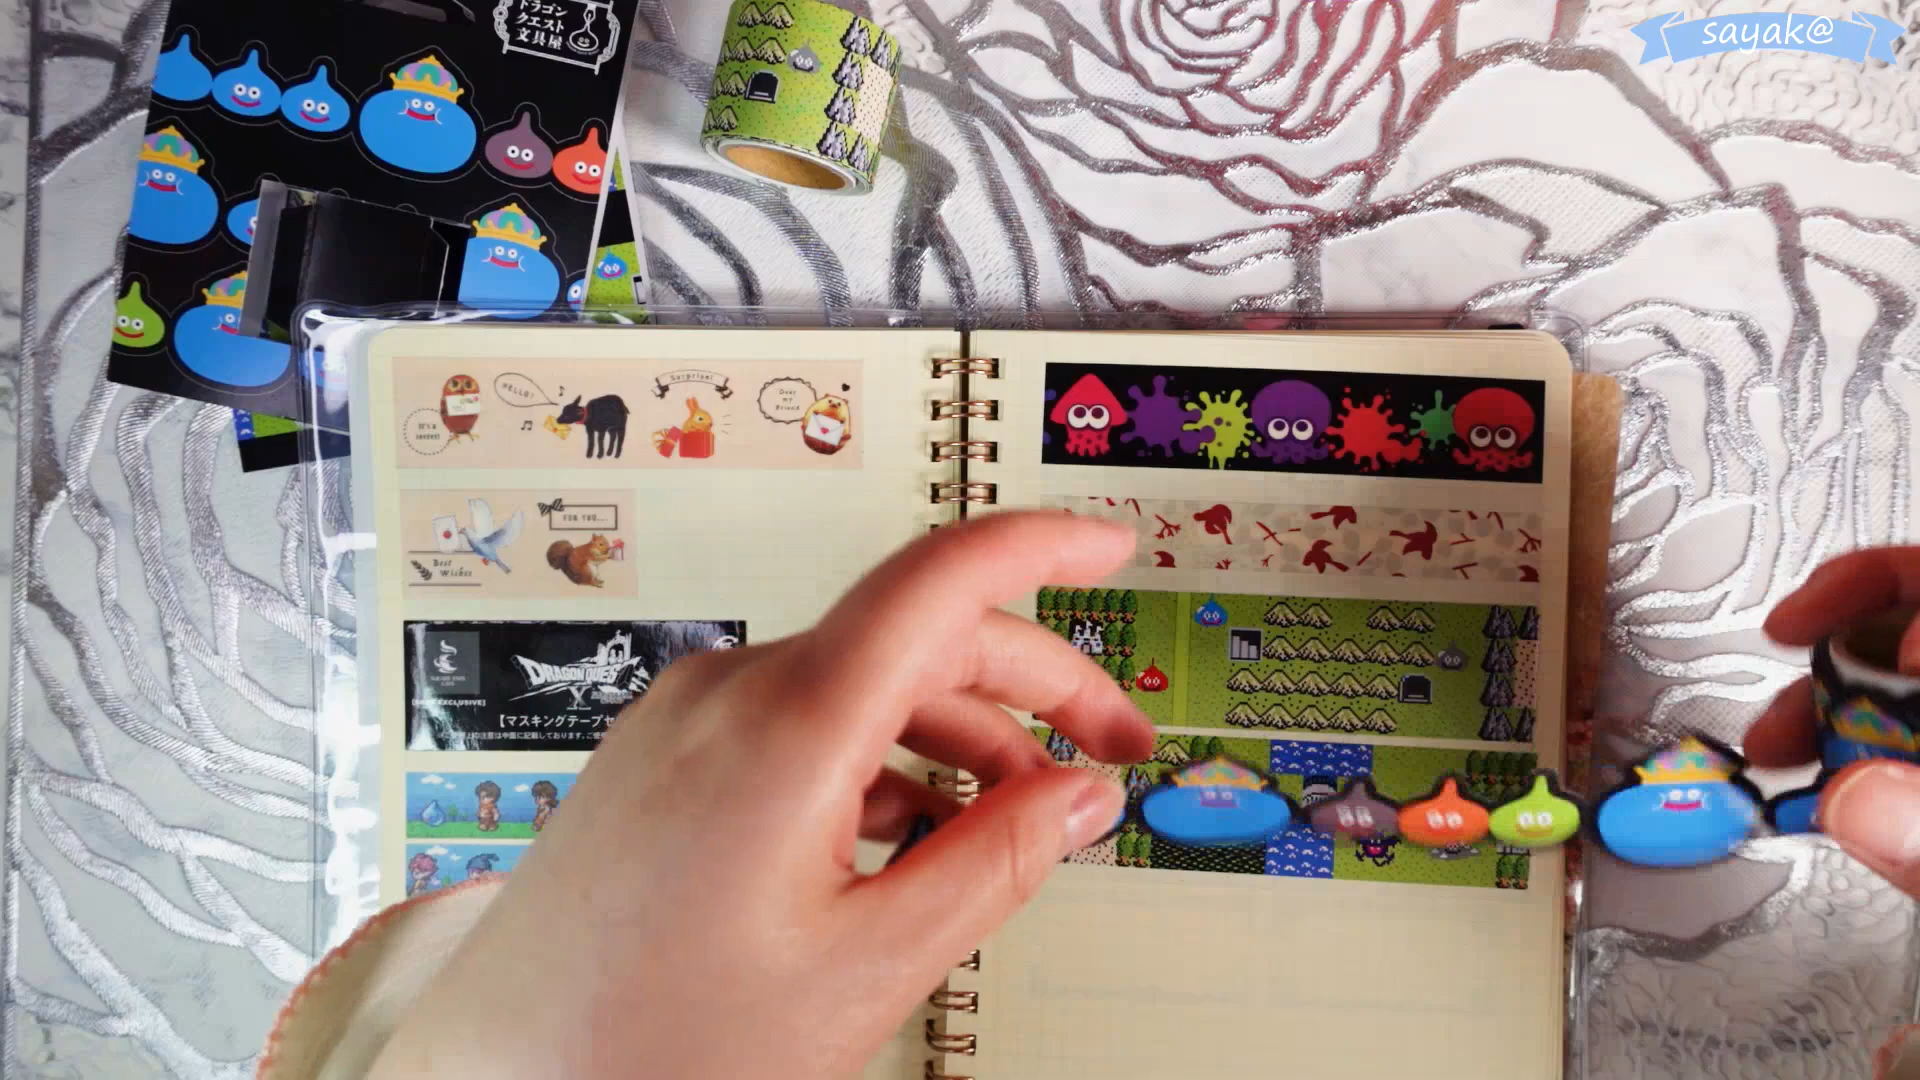 ドラゴン
クエスト
文具屋
sayak@
It's a
secret!
HELLO!
Surprise!
Over
my
Friend
Best
Wishes
FOR YOU...
DRAGON QUEST
X
【マスキングテープセ